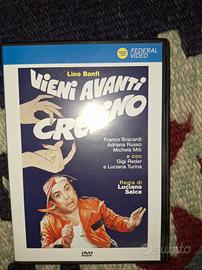 FEDERAL
VIDEO
Lino Banfi
VIENI AVANTI
CRETINO
Franco Bracardi
Adriana Russo
Michela Miti
e con
Gigi Reder
e Luciana Turina
Regia di
Luciano
Salce
DVD
subito